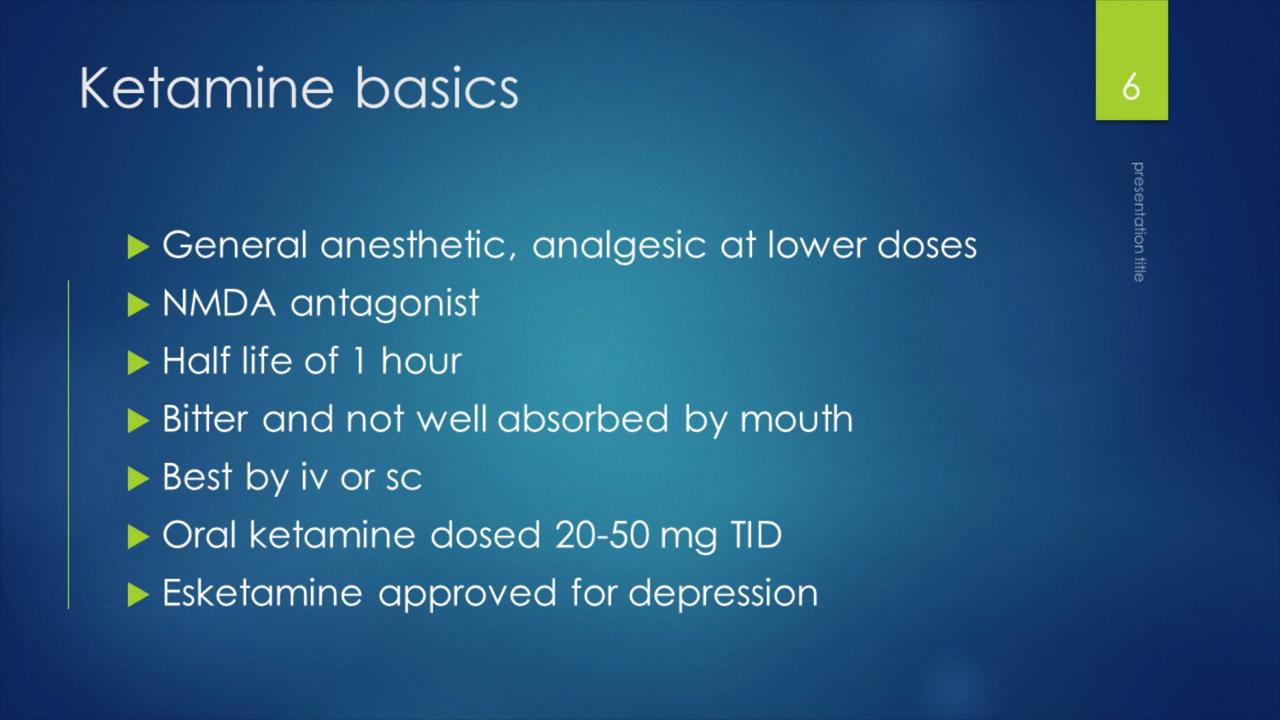 Ketamine basics
6
presentation title
General anesthetic, analgesic at lower doses
NMDA antagonist
Half life of 1 hour
Bitter and not well absorbed by mouth
Best by iv or sc
Oral ketamine dosed 20-50 mg TID
Esketamine approved for depression